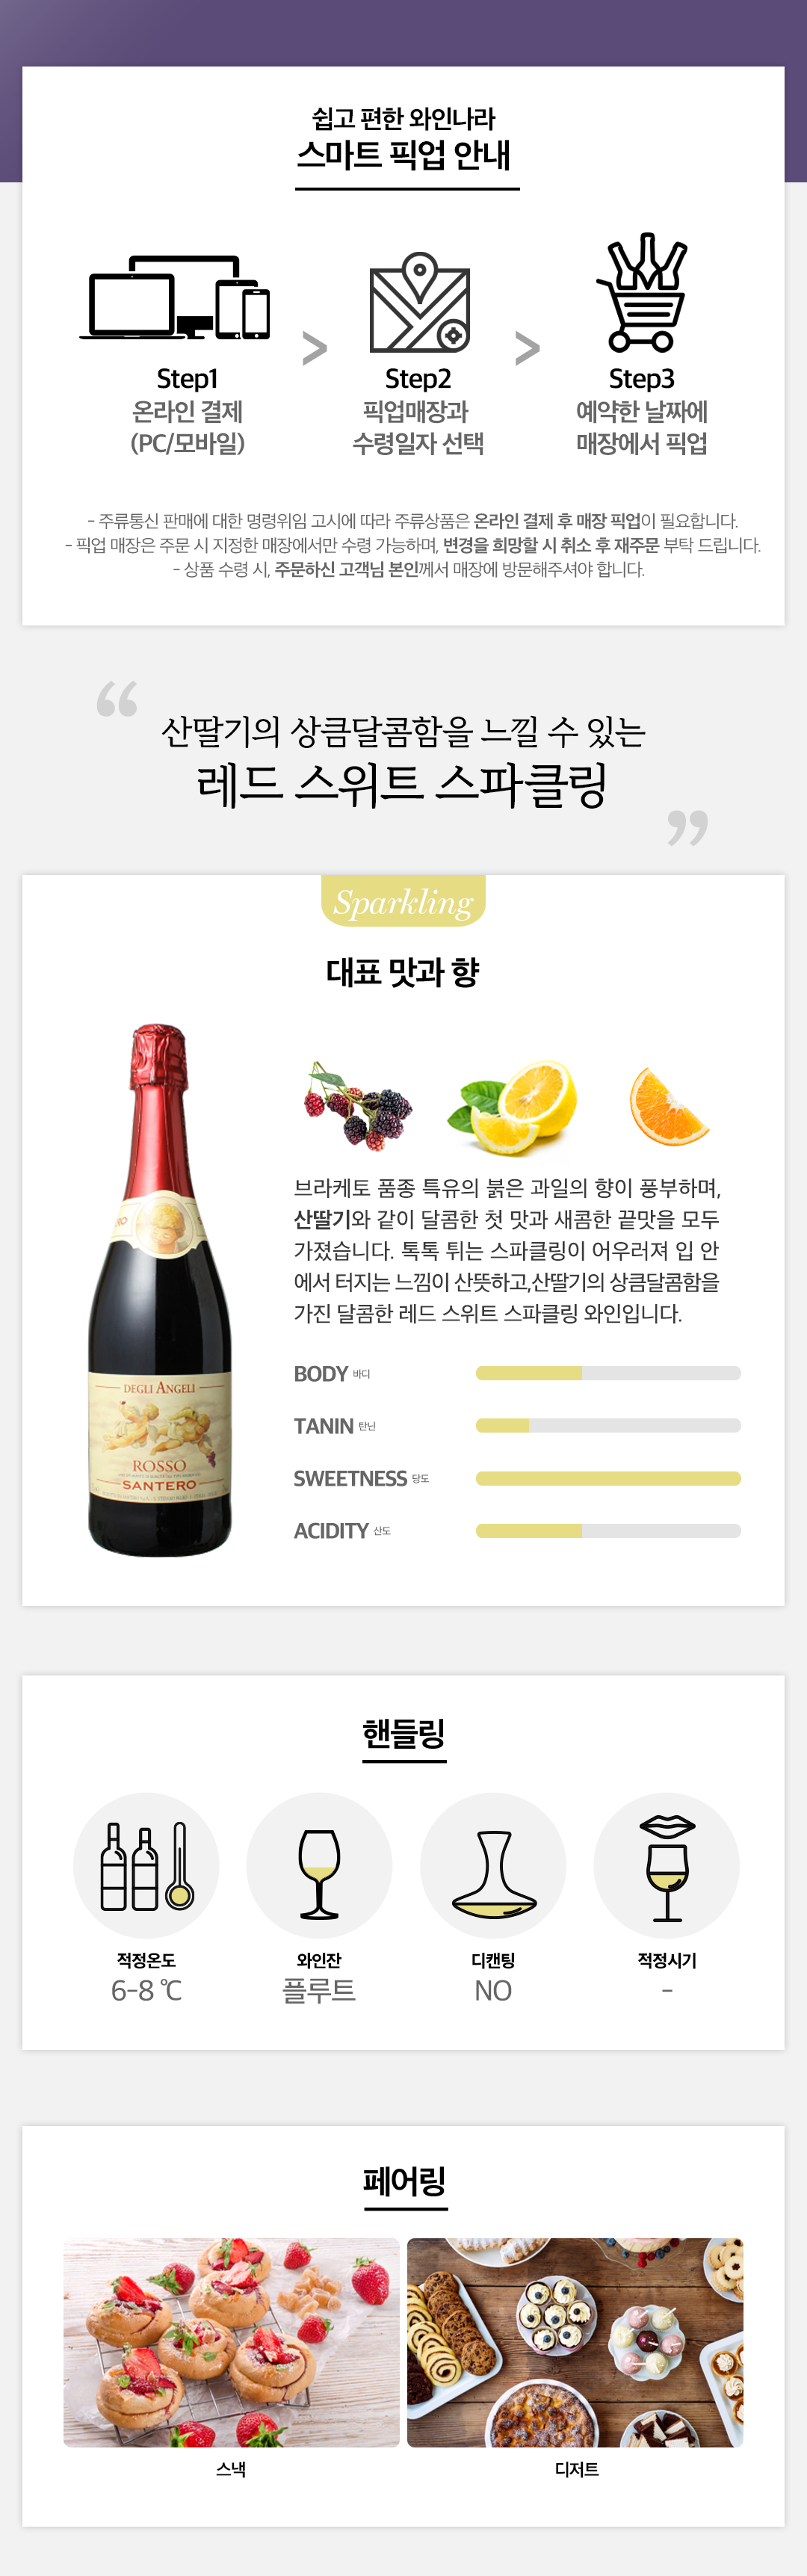 쉽고 편한 와인나라
스마트 픽업 안내
>
>
Step1
온라인 결제
(PC/모바일)
Step2
픽업매장과
수령일자 선택
Step3
예약한 날짜에
매장에서 픽업
- 주류통신 판매에 대한 명령위임 고시에 따라 주류상품은 온라인 결제 후 매장 픽업이 필요합니다.
- 픽업 매장은 주문 시 지정한 매장에서만 수령 가능하며, 변경을 희망할 시 취소 후 재주문 부탁 드립니다.
- 상품 수령 시, 주문하신 고객님 본인께서 매장에 방문해주셔야 합니다.
“
산딸기의 상큼달콤함을 느낄 수 있는
레드 스위트 스파클링
”
Sparkling
대표 맛과 향
브라케토 품종 특유의 붉은 과일의 향이 풍부하며,
산딸기와 같이 달콤한 첫 맛과 새콤한 끝맛을 모두
가졌습니다. 톡톡 튀는 스파클링이 어우러져 입 안
에서 터지는 느낌이 산뜻하고,산딸기의 상큼달콤함을
가진 달콤한 레드 스위트 스파클링 와인입니다.
DEGLI ANGELI
ROSSO
SANTERO
BODY 바디
TANIN 탄닌
SWEETNESS 당도
ACIDITY 산도
핸들링
적정온도
6-8 ℃
와인잔
플루트
디캔팅
NO
적정시기
-
페어링
스낵
디저트